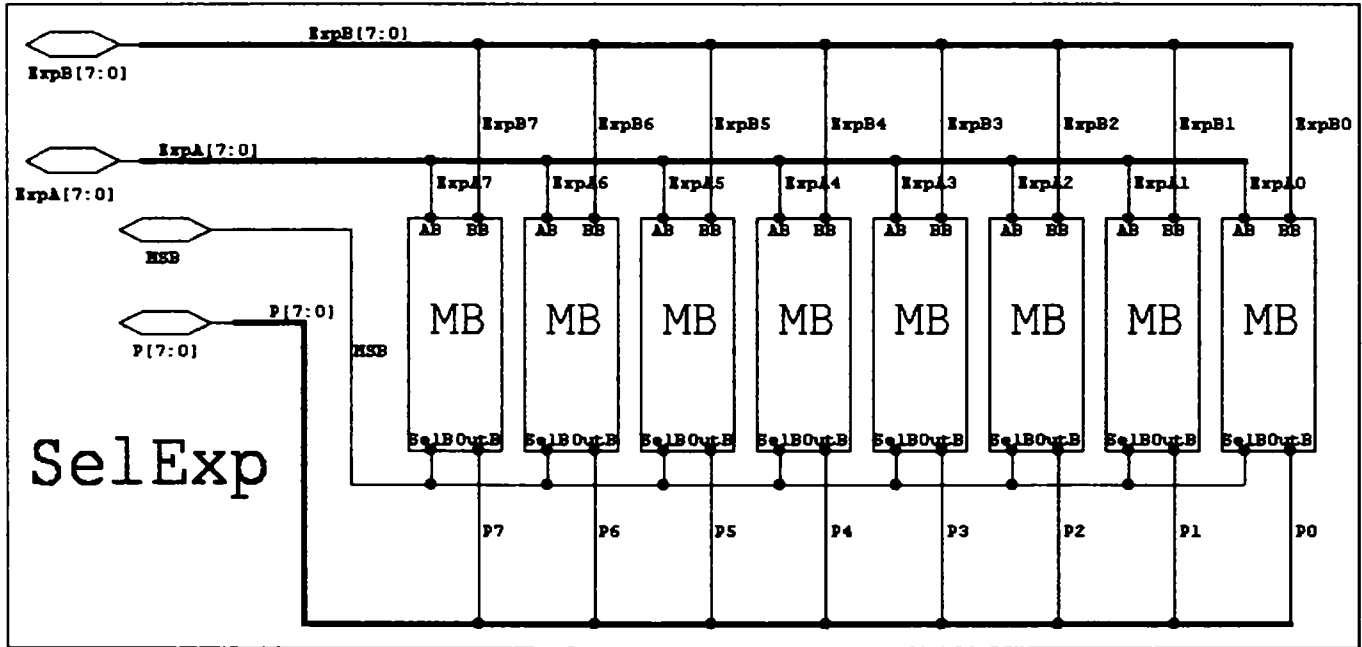 ExpB[7:0]
ExpB[7:0]
ExpB7 ExpB6 ExpB5 ExpB4 ExpB3 ExpB2 ExpB1 ExpB0
ExpA[7:0]
ExpA[7:0]
ExpA7 ExpA6 ExpA5 ExpA4 ExpA3 ExpA2 ExpA1 ExpA0
AB BB AB BB AB BB AB BB AB BB AB BB AB BB AB BB
MSB
P[7:0]
MB MB MB MB MB MB MB MB
P[7:0]
MSB
SelB OutB SelB OutB SelB OutB SelB OutB SelB OutB SelB OutB SelB OutB SelB OutB
SelExp
P7 P6 P5 P4 P3 P2 P1 P0